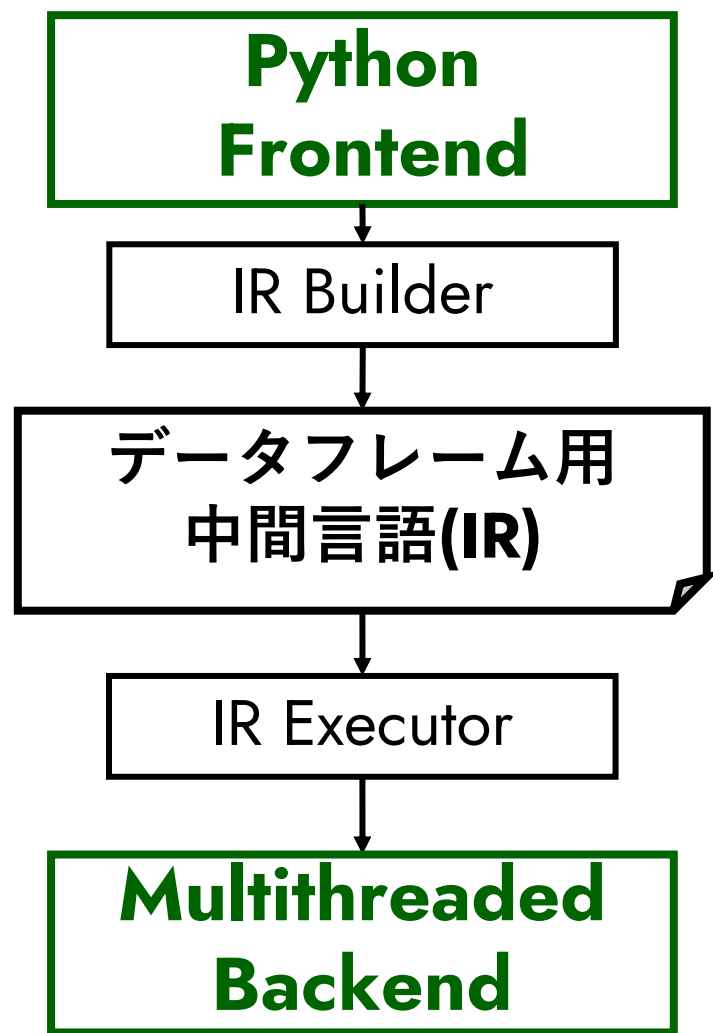 Python
Frontend
IR Builder
データフレーム用
中間言語(IR)
IR Executor
Multithreaded
Backend